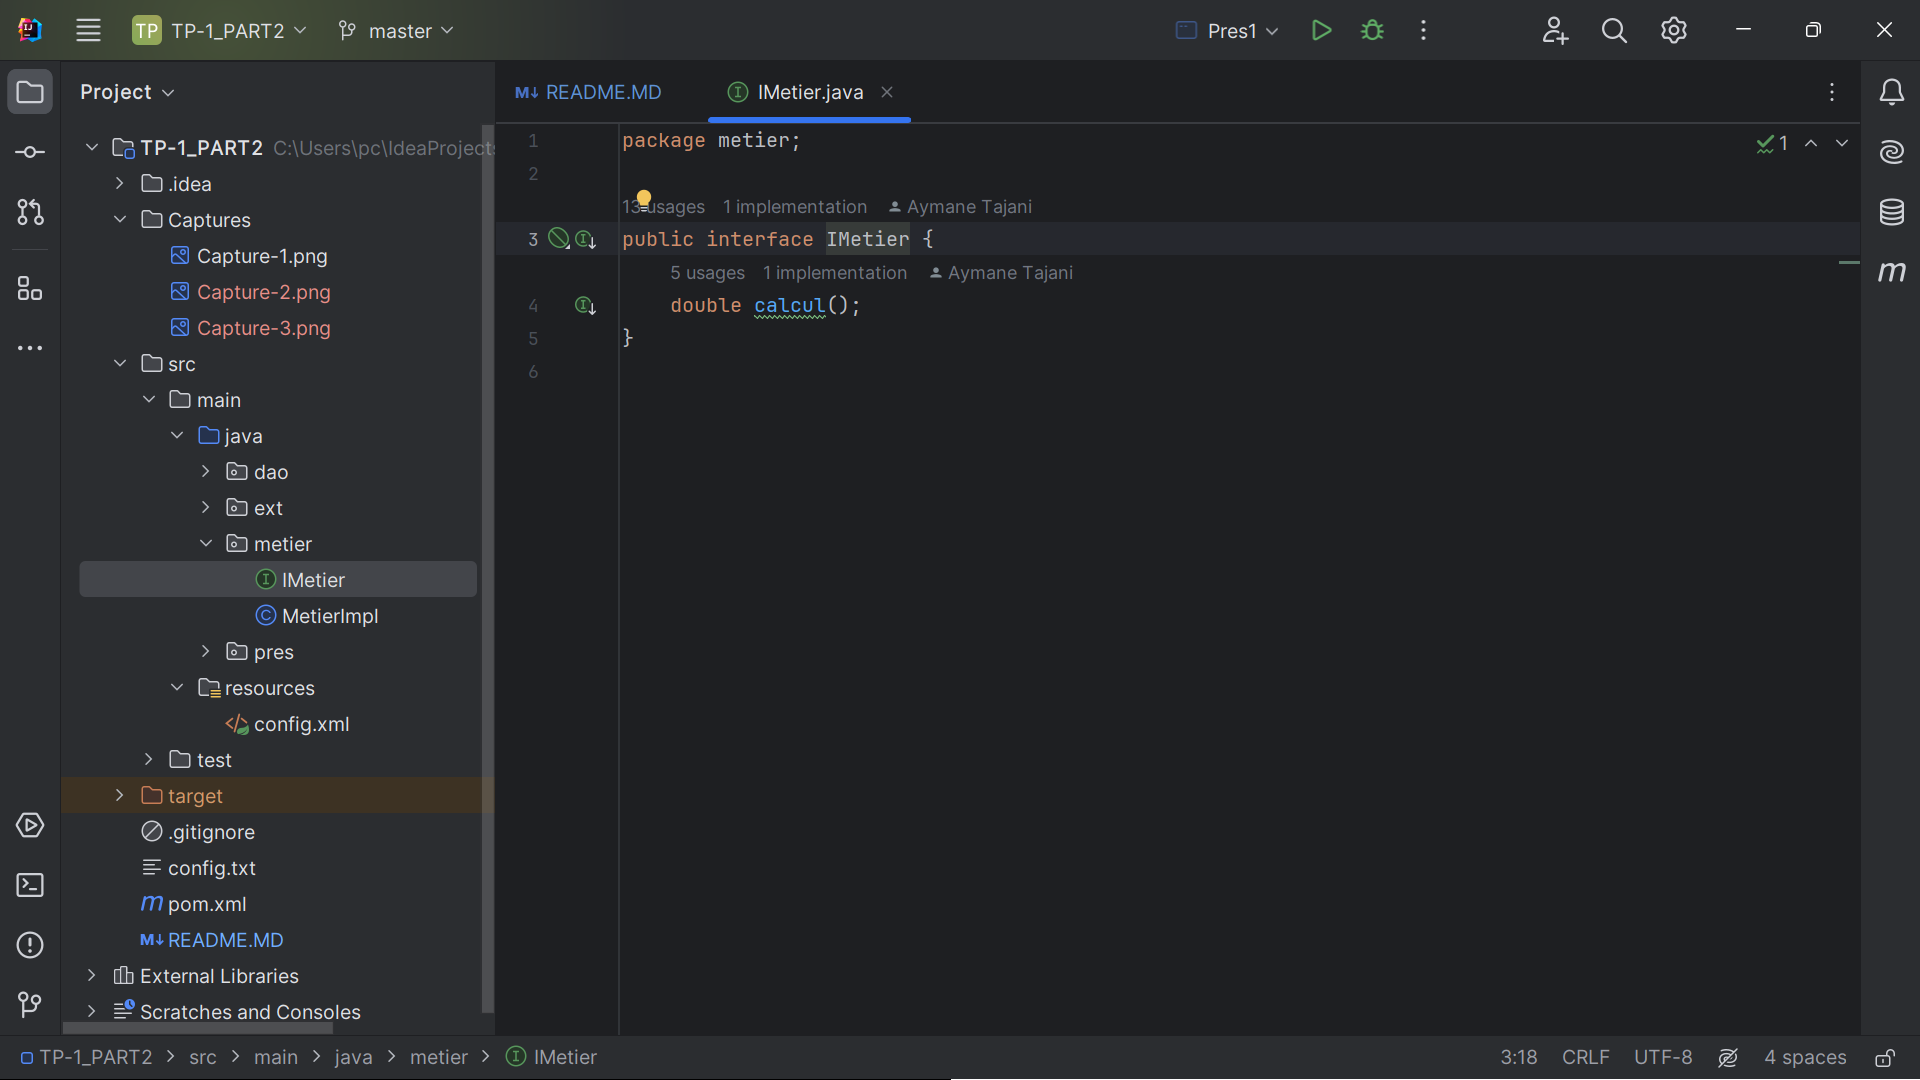 TP TP-1_PART2 master Pres1
Project
README.MD IMetier.java
TP-1_PART2 C:\Users\pc\IdeaProjects
.idea
Captures
Capture-1.png
Capture-2.png
Capture-3.png
src
main
java
dao
ext
metier
IMetier
MetierImpl
pres
resources
config.xml
test
target
.gitignore
config.txt
pom.xml
README.MD
External Libraries
Scratches and Consoles
1 package metier;
1
2
13 usages 1 implementation Aymane Tajani
3 public interface IMetier {
5 usages 1 implementation Aymane Tajani
4 double calcul();
5 }
6
TP-1_PART2 > src > main > java > metier > IMetier
3:18 CRLF UTF-8 4 spaces